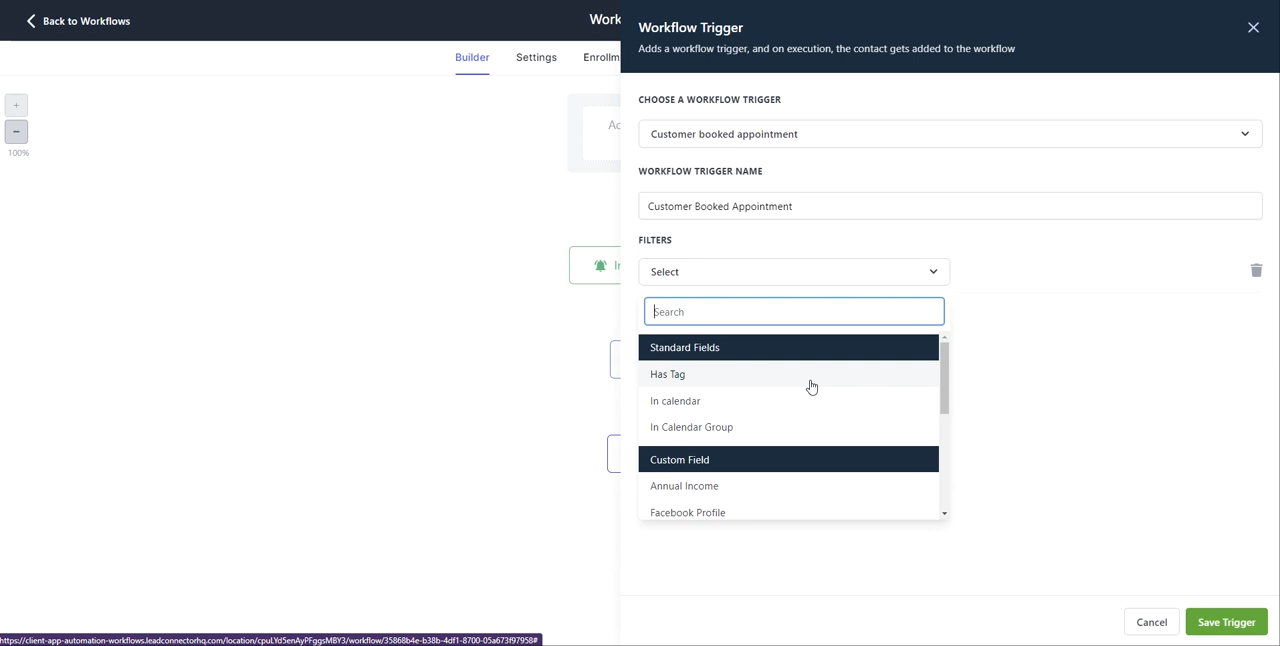 Back to Workflows
Work
Workflow Trigger
Adds a workflow trigger, and on execution, the contact gets added to the workflow
Builder
Settings
Enrollm
+
−
100%
Ac
CHOOSE A WORKFLOW TRIGGER
Customer booked appointment
WORKFLOW TRIGGER NAME
Customer Booked Appointment
FILTERS
Select
Search
Standard Fields
Has Tag
In calendar
In Calendar Group
Custom Field
Annual Income
Facebook Profile
Cancel
Save Trigger
https://client-app-automation-workflows.leadconnectorhq.com/location/cpuLYd5enAyPFggsMBY3/workflow/35868b4e-b38b-4df1-8700-05a673f97958#